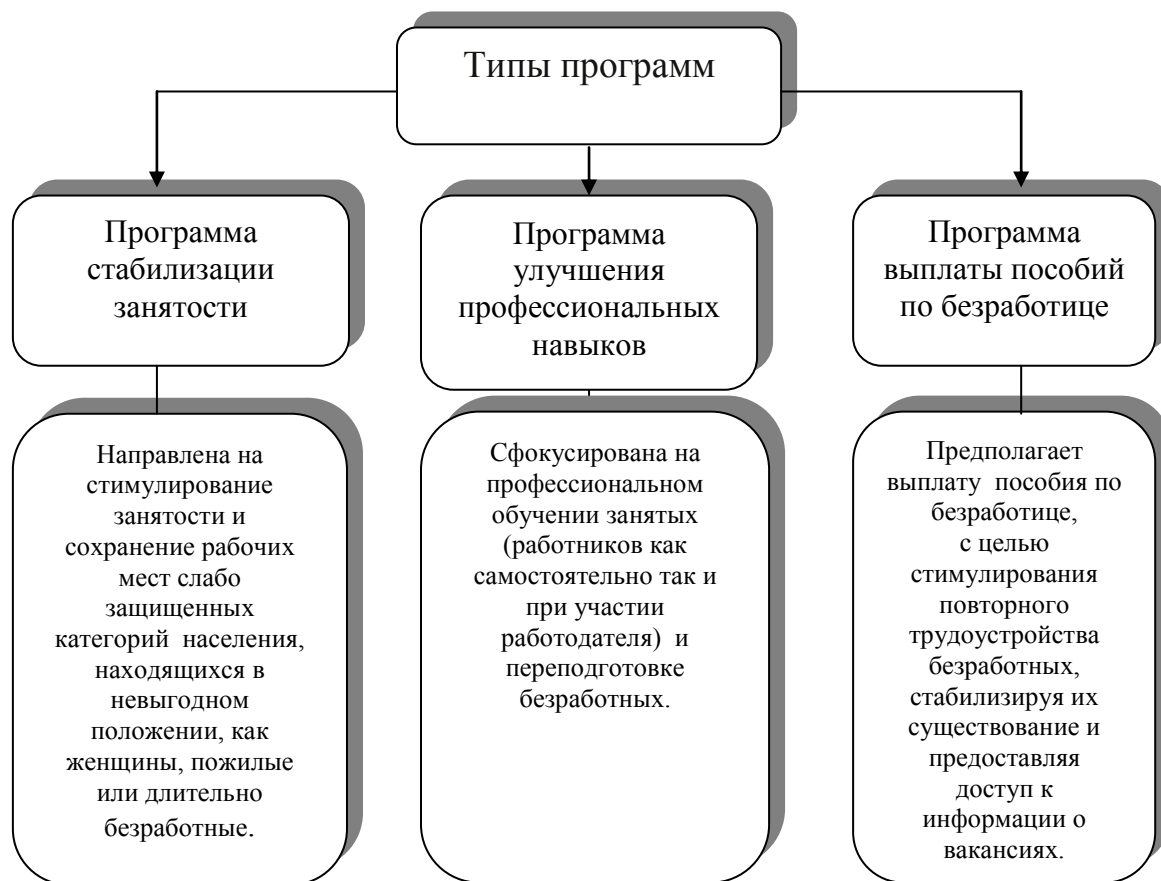 Типы программ
Программа
стабилизации
занятости
Программа
улучшения
профессиональных
навыков
Программа
выплаты пособий
по безработице
Направлена на
стимулирование
занятости и
сохранение рабочих
мест слабо
защищенных
категорий населения,
находящихся в
невыгодном
положении, как
женщины, пожилые
или длительно
безработные.
Сфокусирована на
профессиональном
обучении занятых
(работников как
самостоятельно так и
при участии
работодателя) и
переподготовке
безработных.
Предполагает
выплату пособия по
безработице,
с целью
стимулирования
повторного
трудоустройства
безработных,
стабилизируя их
существование и
предоставляя
доступ к
информации о
вакансиях.